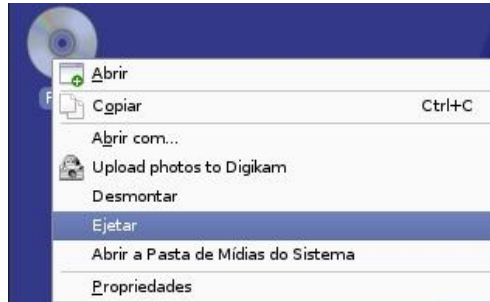 Abrir
Copiar Ctrl+C
Abrir com...
Upload photos to Digikam
Desmontar
Ejetar
Abrir a Pasta de Mídias do Sistema
Propriedades